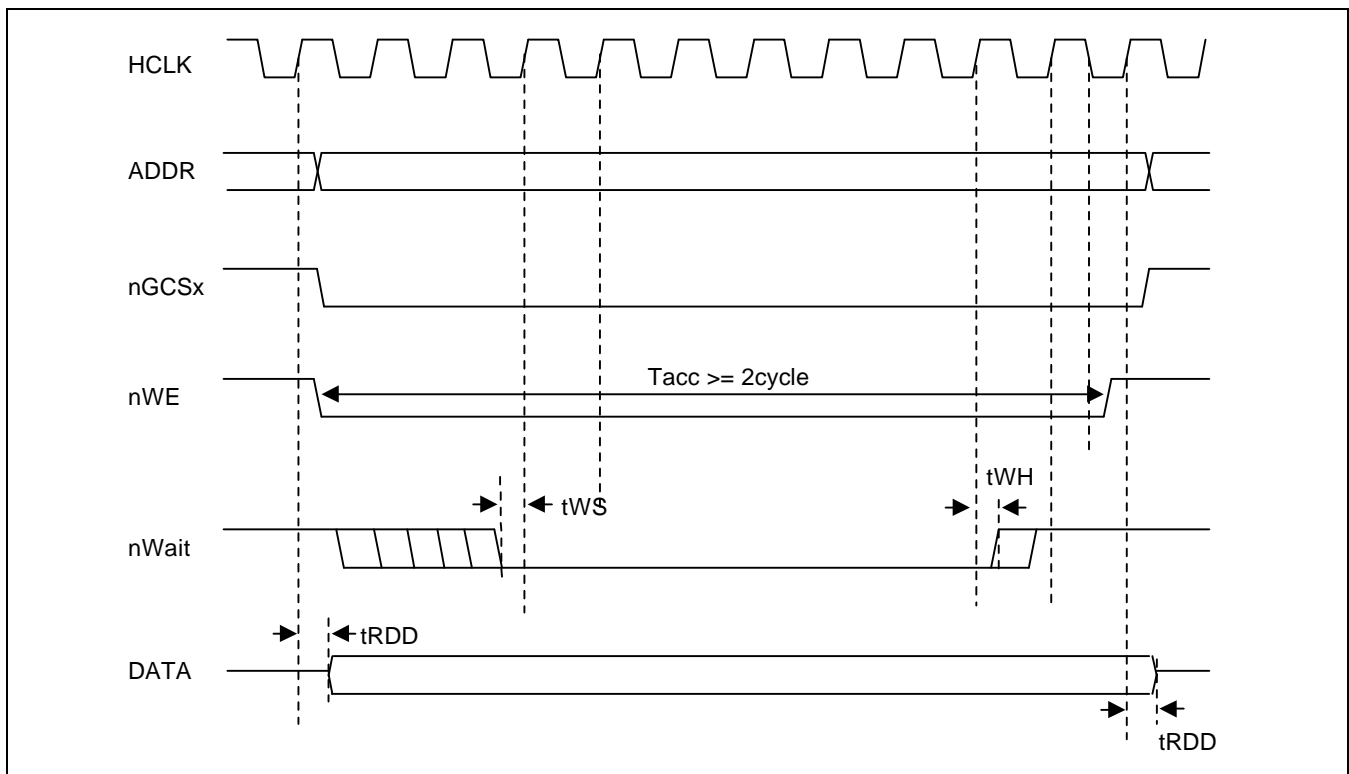 HCLK
ADDR
nGCSx
nWE
Tacc >= 2cycle
tWH
tWS
nWait
tRDD
DATA
tRDD